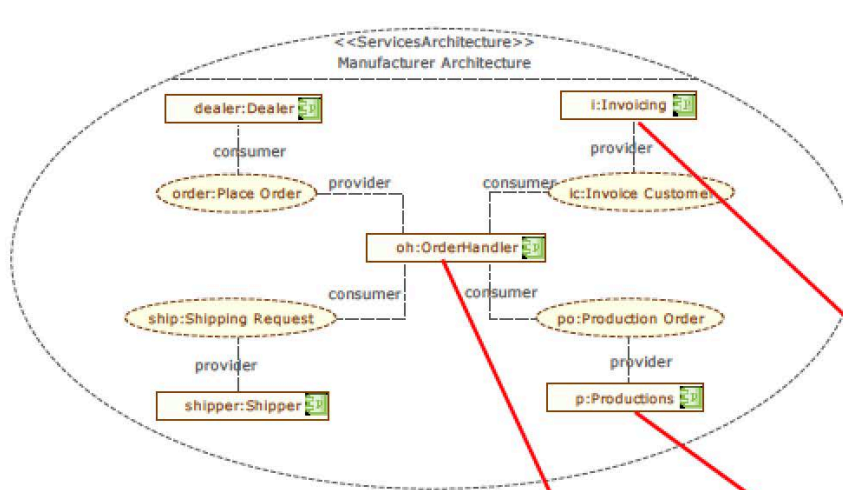 <<ServicesArchitecture>>
Manufacturer Architecture
dealer:Dealer
i:Invoicing
consumer
provider
order:Place Order
provider
consumer
ic:Invoice Customer
oh:OrderHandler
consumer
consumer
ship:Shipping Request
po:Production Order
provider
provider
shipper:Shipper
p:Productions